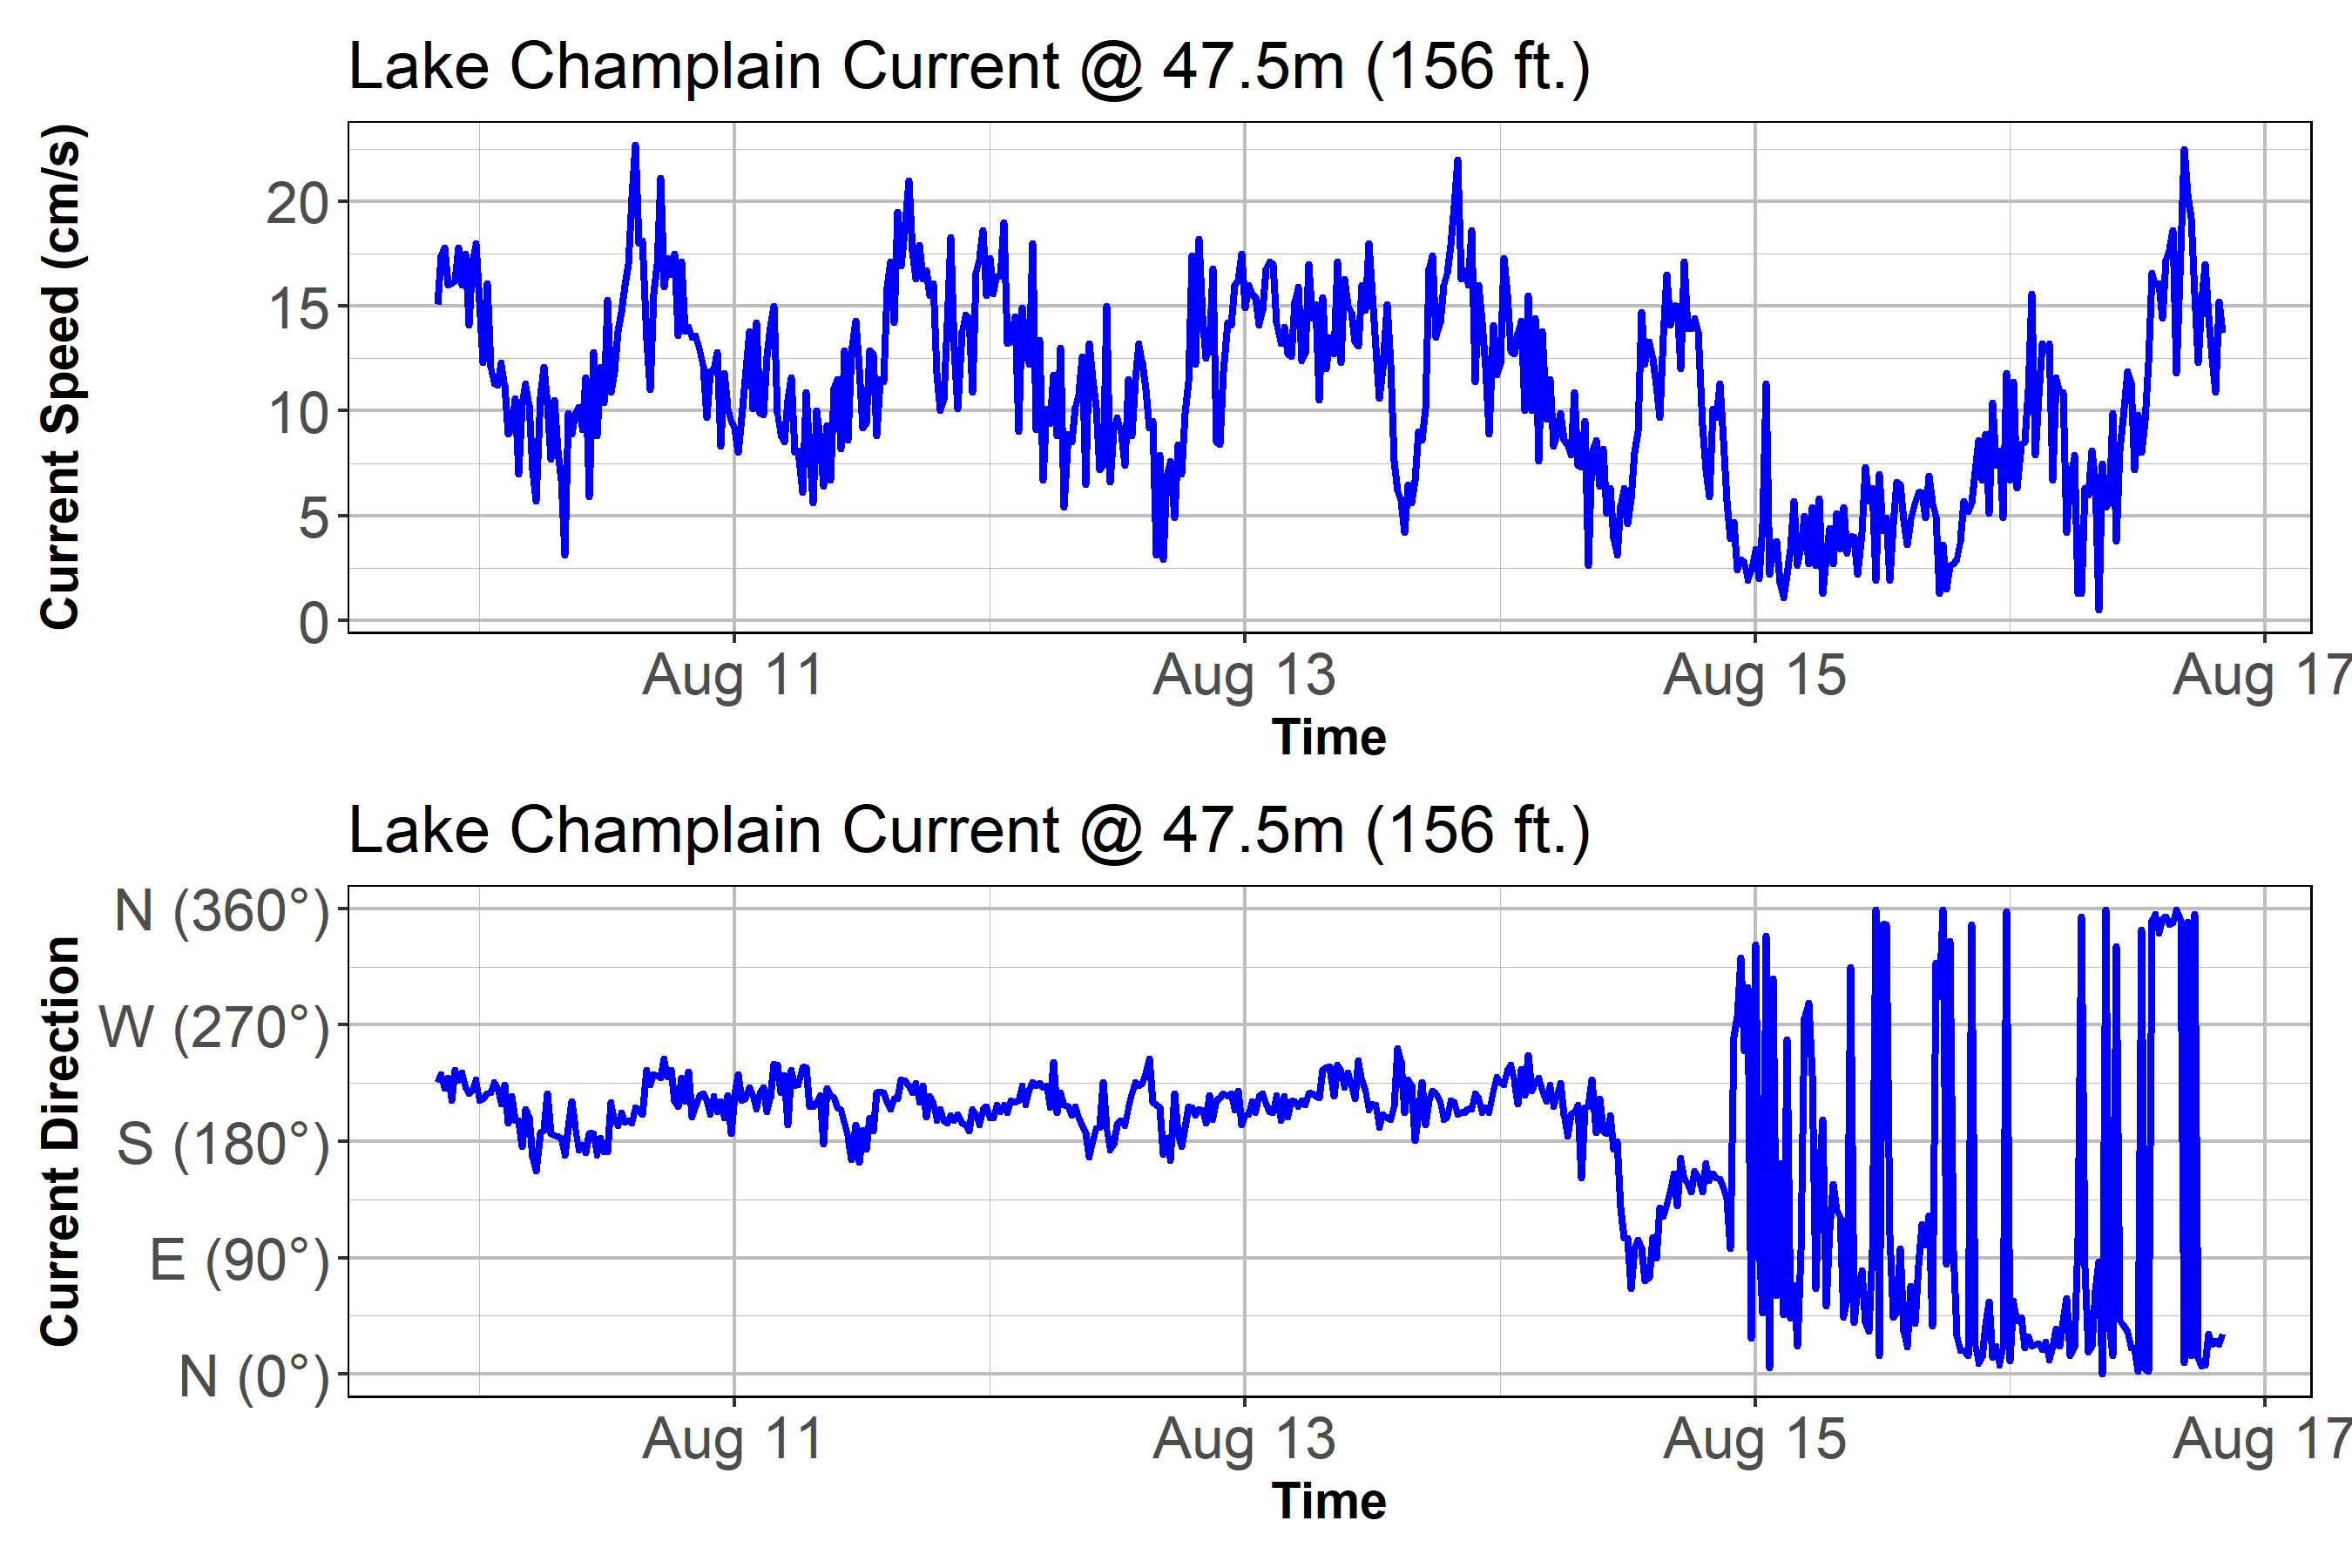 Lake Champlain Current @ 47.5m (156 ft.)
Current Speed (cm/s)
20
15
10
5
0
Aug 11 Aug 13 Aug 15 Aug 17
Time
Lake Champlain Current @ 47.5m (156 ft.)
Current Direction
N (360°)
W (270°)
S (180°)
E (90°)
N (0°)
Aug 11 Aug 13 Aug 15 Aug 17
Time